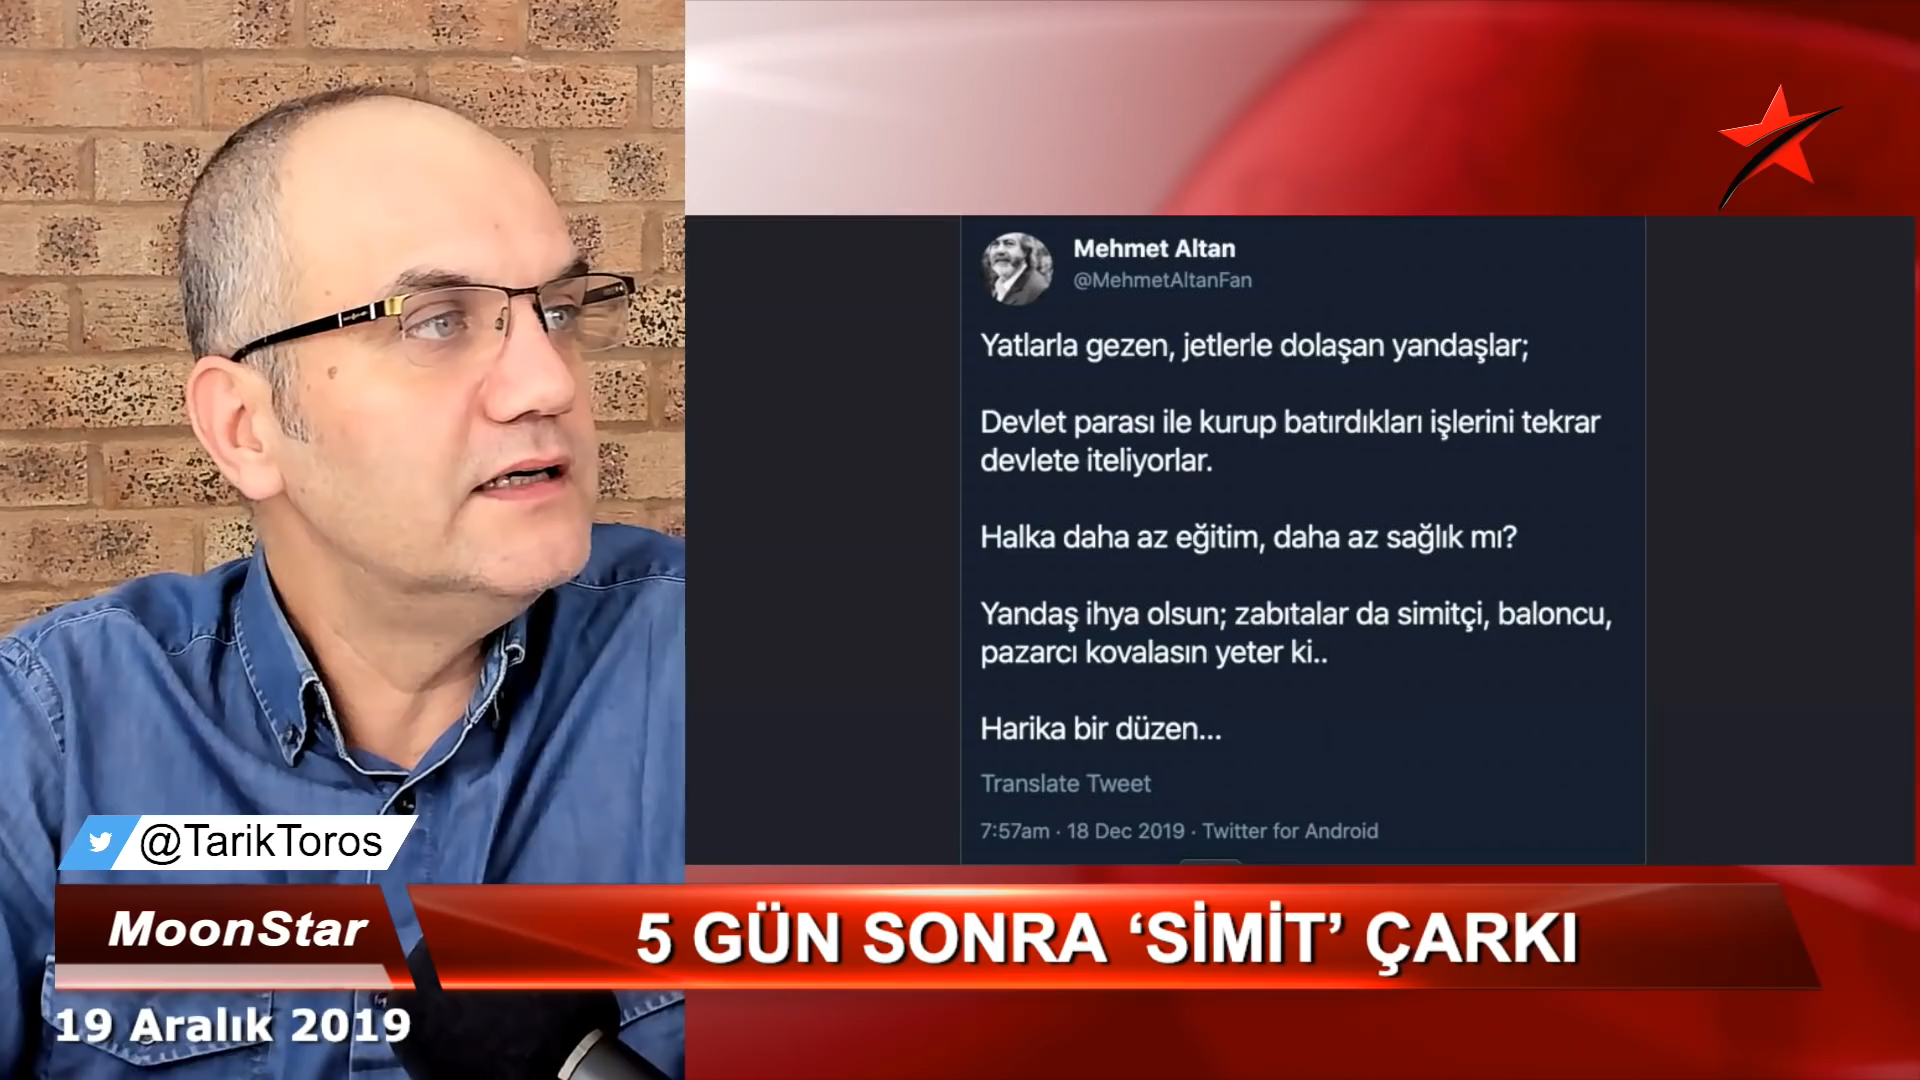 Mehmet Altan
@MehmetAltanFan
Yatlarla gezen, jetlerle dolaşan yandaşlar;
Devlet parası ile kurup batırdıkları işlerini tekrar
devlete iteliyorlar.
Halka daha az eğitim, daha az sağlık mı?
Yandaş ihya olsun; zabıtalar da simitçi, baloncu,
pazarcı kovalasın yeter ki..
Harika bir düzen...
Translate Tweet
7:57am · 18 Dec 2019 · Twitter for Android
@TarikToros
MoonStar
5 GÜN SONRA ‘SİMİT’ ÇARKI
19 Aralık 2019